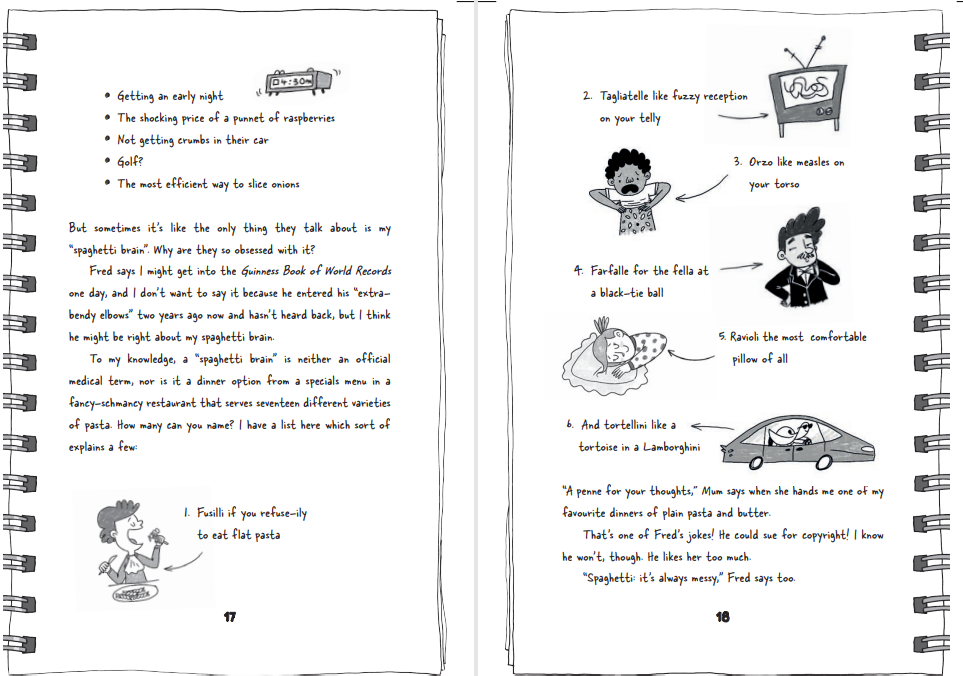 04:30
• Getting an early night
• The shocking price of a punnet of raspberries
• Not getting crumbs in their car
• Golf?
• The most efficient way to slice onions
But sometimes it's like the only thing they talk about is my
"spaghetti brain". Why are they so obsessed with it?
Fred says I might get into the Guinness Book of World Records
one day, and I don't want to say it because he entered his "extra-
bendy elbows" two years ago now and hasn't heard back, but I think
he might be right about my spaghetti brain.
To my knowledge, a "spaghetti brain" is neither an official
medical term, nor is it a dinner option from a specials menu in a
fancy-schmancy restaurant that serves seventeen different varieties
of pasta. How many can you name? I have a list here which sort of
explains a few:
1. Fusilli if you refuse-ily
to eat flat pasta
17
2. Tagliatelle like fuzzy reception
on your telly
3. Orzo like measles on
your torso
4. Farfalle for the fella at
a black-tie ball
5. Ravioli the most comfortable
pillow of all
6. And tortellini like a
tortoise in a Lamborghini
"A penne for your thoughts," Mum says when she hands me one of my
favourite dinners of plain pasta and butter.
That's one of Fred's jokes! He could sue for copyright! I know
he won't, though. He likes her too much.
"Spaghetti: it's always messy," Fred says too.
18